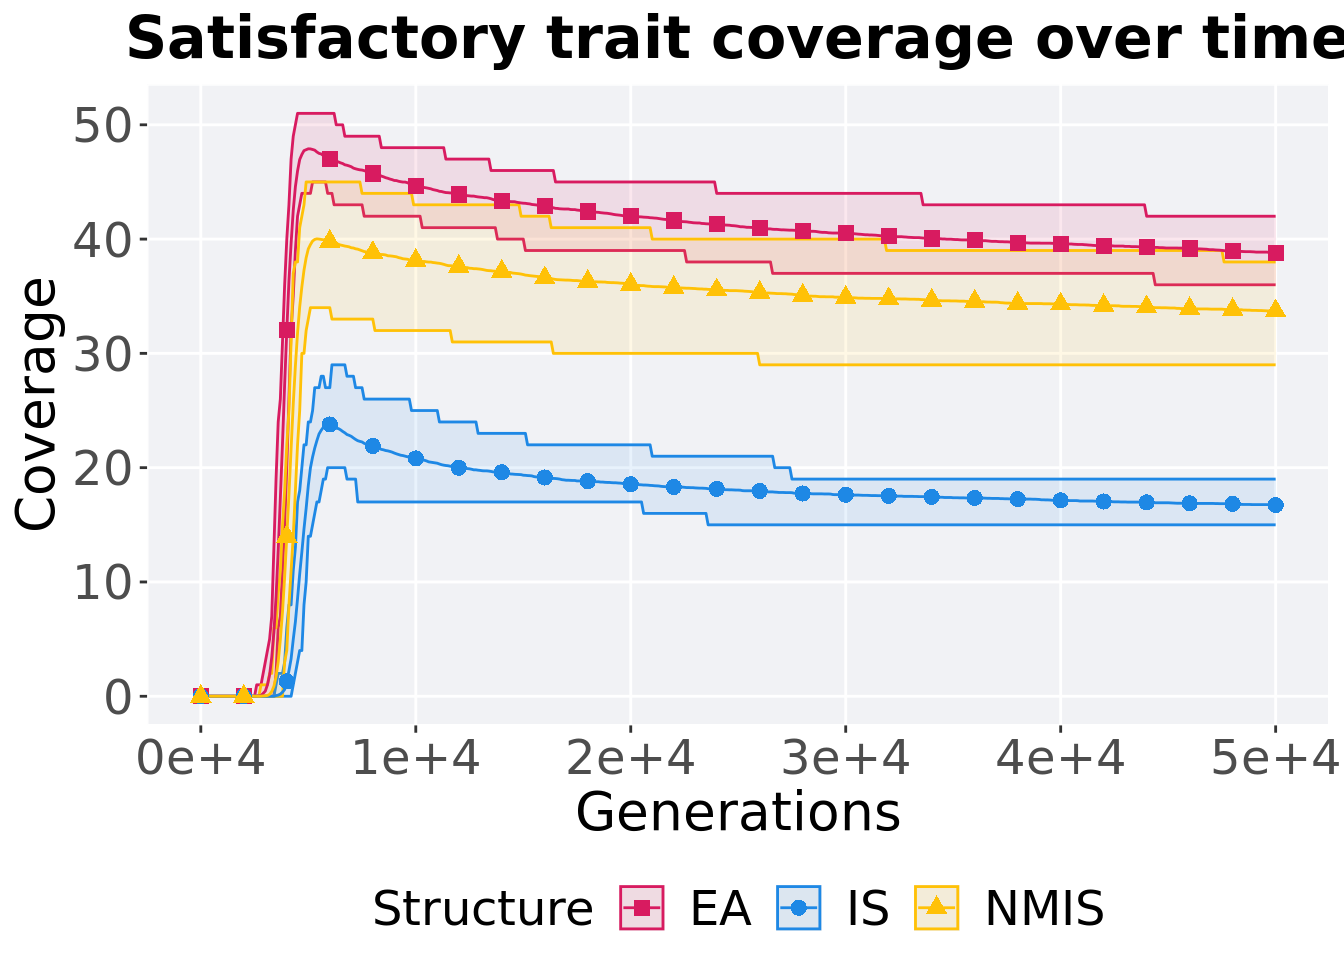 Satisfactory trait coverage over time
50
40
30
20
10
0
Coverage
0e+4 1e+4 2e+4 3e+4 4e+4 5e+4
Generations
Structure EA IS NMIS